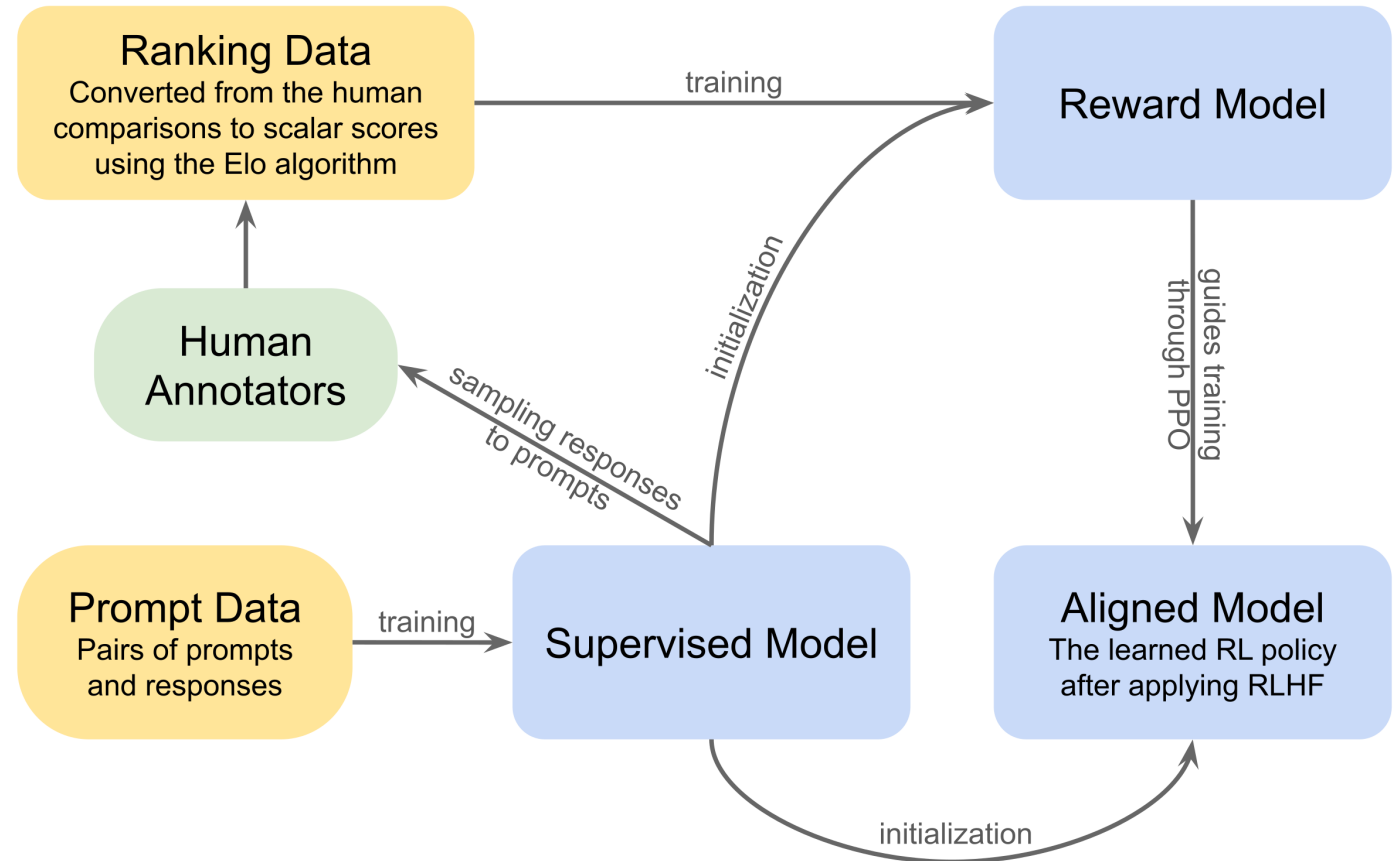 Ranking Data
Converted from the human
comparisons to scalar scores
using the Elo algorithm
training
Reward Model
initialization
guides training
through PPO
Human
Annotators
sampling responses
to prompts
Prompt Data
Pairs of prompts
and responses
training
Supervised Model
Aligned Model
The learned RL policy
after applying RLHF
initialization